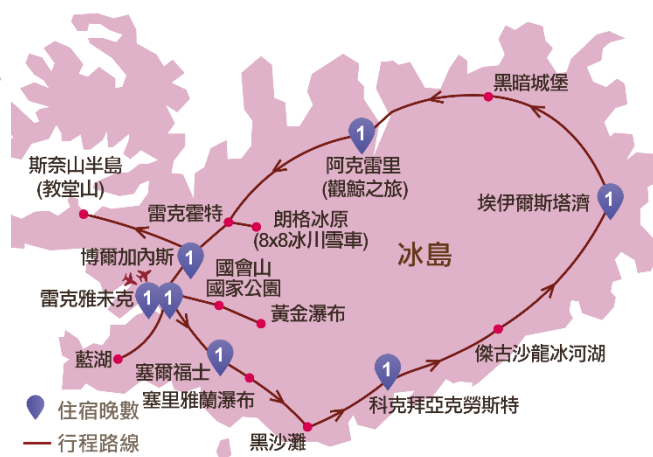 黑暗城堡
1
阿克雷里
(觀鯨之旅)
斯奈山半島
(教堂山)
雷克霍特
朗格冰原
(8x8冰川雪車)
1
埃伊爾斯塔濟
冰島
博爾加內斯
1
國會山
國家公園
雷克雅未克
1
1
黃金瀑布
藍湖
塞爾福士
1
塞里雅蘭瀑布
傑古沙龍冰河湖
1
科克拜亞克勞斯特
黑沙灘
住宿晚數
行程路線